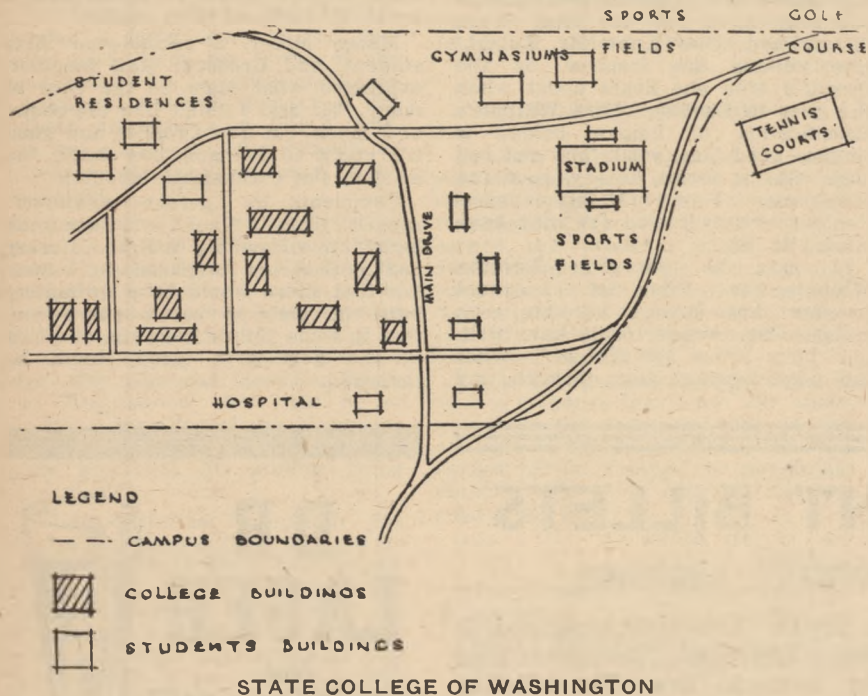 SPORTS
FIELDS
GOLF
COURSE
GYMNASIUMS
STUDENT
RESIDENCES
TENNIS
COURTS
STADIUM
SPORTS
FIELDS
MAIN DRIVE
HOSPITAL
LEGEND
CAMPUS BOUNDARIES
COLLEGE BUILDINGS
STUDENTS BUILDINGS
STATE COLLEGE OF WASHINGTON